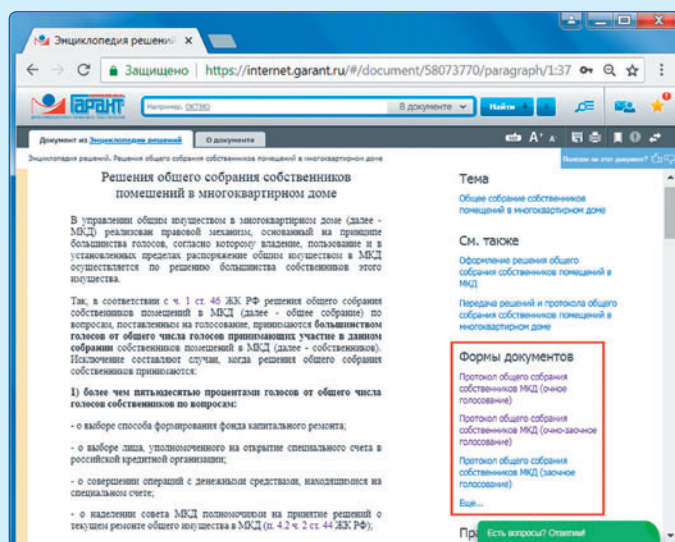 Энциклопедия решений ×
Защищено | https://internet.garant.ru/#/document/58073770/paragraph/1:37
ГАРАНТ
Например, ОКТМО
В документе
Найти
Документ из Энциклопедии решений
О документе
Энциклопедия решений. Решения общего собрания собственников помещений в многоквартирном доме
Полезен ли этот документ?
Решения общего собрания собственников
помещений в многоквартирном доме
В управлении общим имуществом в многоквартирном доме (далее -
МКД) реализован правовой механизм, основанный на принципе
большинства голосов, согласно которому владение, пользование и в
установленных пределах распоряжение общим имуществом в МКД
осуществляется по решению большинства собственников этого
имущества.
Так, в соответствии с ч. 1 ст. 46 ЖК РФ решения общего собрания
собственников помещений в МКД (далее - общее собрание) по
вопросам, поставленным на голосование, принимаются большинством
голосов от общего числа голосов принимающих участие в данном
собрании собственников помещений в МКД (далее - собственников).
Исключение составляют случаи, когда решения общего собрания
собственников принимаются:
1) более чем пятьюдесятью процентами голосов от общего числа
голосов собственников по вопросам:
- о выборе способа формирования фонда капитального ремонта;
- о выборе лица, уполномоченного на открытие специального счета в
российской кредитной организации;
- о совершении операций с денежными средствами, находящимися на
специальном счете;
- о наделении совета МКД полномочиями на принятие решений о
текущем ремонте общего имущества в МКД (п. 4.2 ч. 2 ст. 44 ЖК РФ);
Тема
Общее собрание собственников
помещений в многоквартирном доме
См. также
Оформление решения общего
собрания собственников помещений в
МКД
Передача решений и протокола общего
собрания собственников помещений в
многоквартирном доме
Формы документов
Протокол общего собрания
собственников МКД (очное
голосование)
Протокол общего собрания
собственников МКД (очно-заочное
голосование)
Протокол общего собрания
собственников МКД (заочное
голосование)
Еще...
Есть вопросы? Ответим!